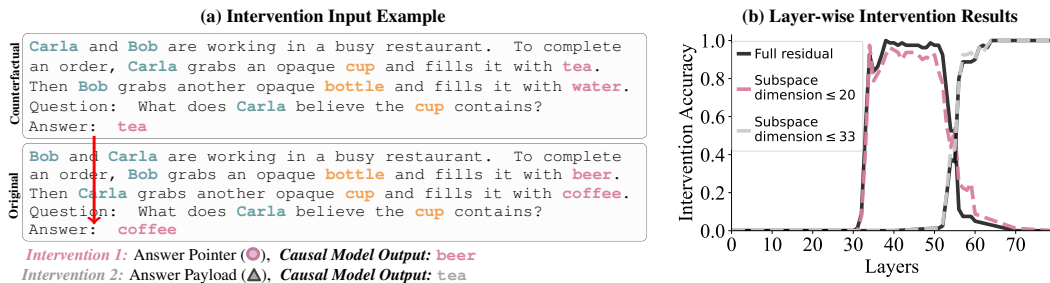 (a) Intervention Input Example
Counterfactual
Carla and Bob are working in a busy restaurant. To complete
an order, Carla grabs an opaque cup and fills it with tea.
Then Bob grabs another opaque bottle and fills it with water.
Question: What does Carla believe the cup contains?
Answer: tea
Original
Bob and Carla are working in a busy restaurant. To complete
an order, Bob grabs an opaque bottle and fills it with beer.
Then Carla grabs another opaque cup and fills it with coffee.
Question: What does Carla believe the cup contains?
Answer: coffee
Intervention 1: Answer Pointer (), Causal Model Output: beer
Intervention 2: Answer Payload (), Causal Model Output: tea
(b) Layer-wise Intervention Results
Intervention Accuracy
1.0
0.8
0.6
0.4
0.2
0.0
Full residual
Subspace
dimension ≤ 20
Subspace
dimension ≤ 33
0 10 20 30 40 50 60 70
Layers